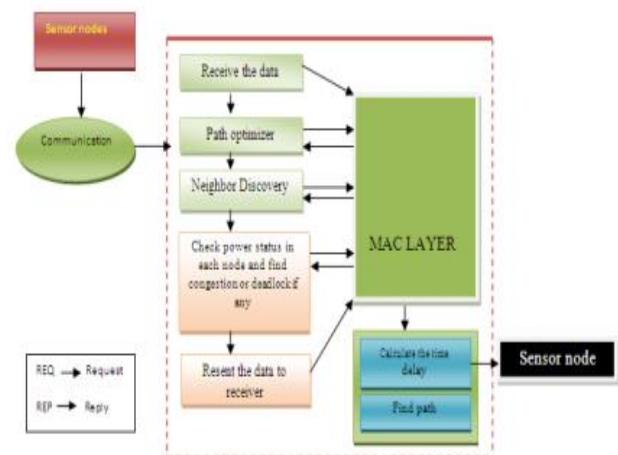 Sensor nodes
Communication
Receive the data
Path optimizer
Neighbor Discovery
Check power status in
each node and find
congestion or deadlock if
any
Resent the data to
receiver
MAC LAYER
Calculate the time
delay
Find path
Sensor node
REQ → Request
REP → Reply